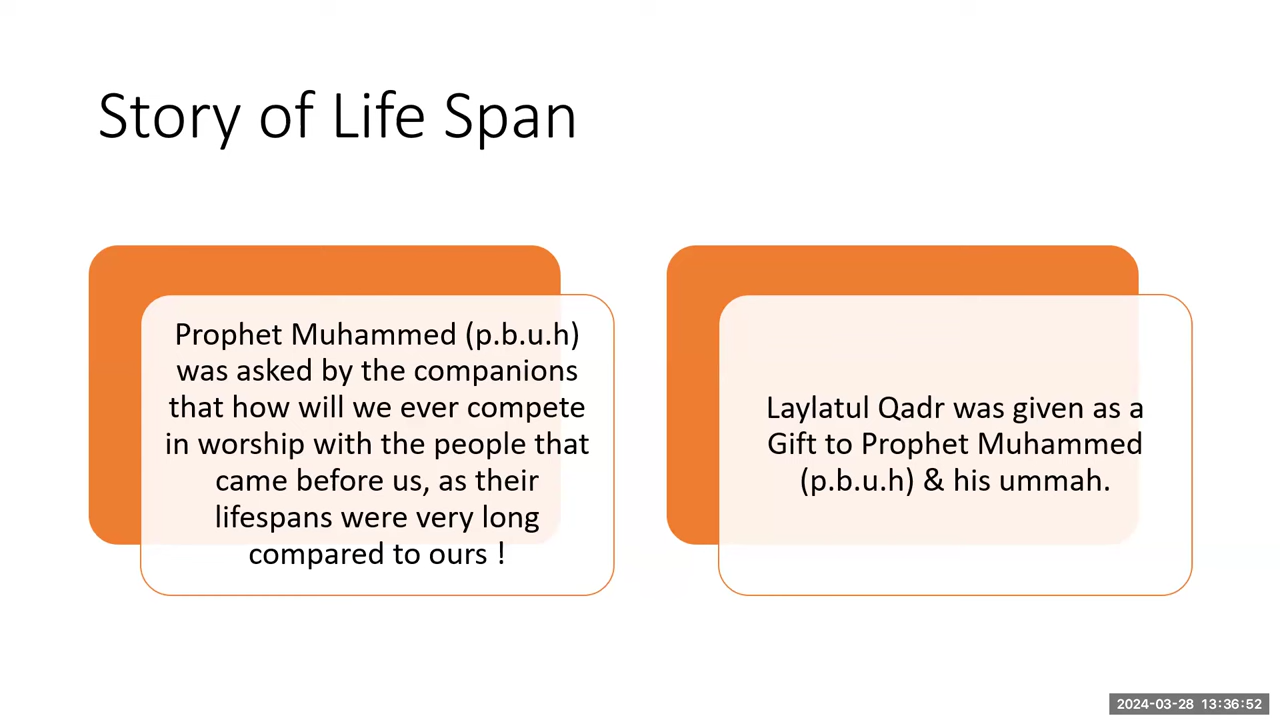 Story of Life Span
Prophet Muhammed (p.b.u.h)
was asked by the companions
that how will we ever compete
in worship with the people that
came before us, as their
lifespans were very long
compared to ours !
Laylatul Qadr was given as a
Gift to Prophet Muhammed
(p.b.u.h) & his ummah.
2024-03-28 13:36:52